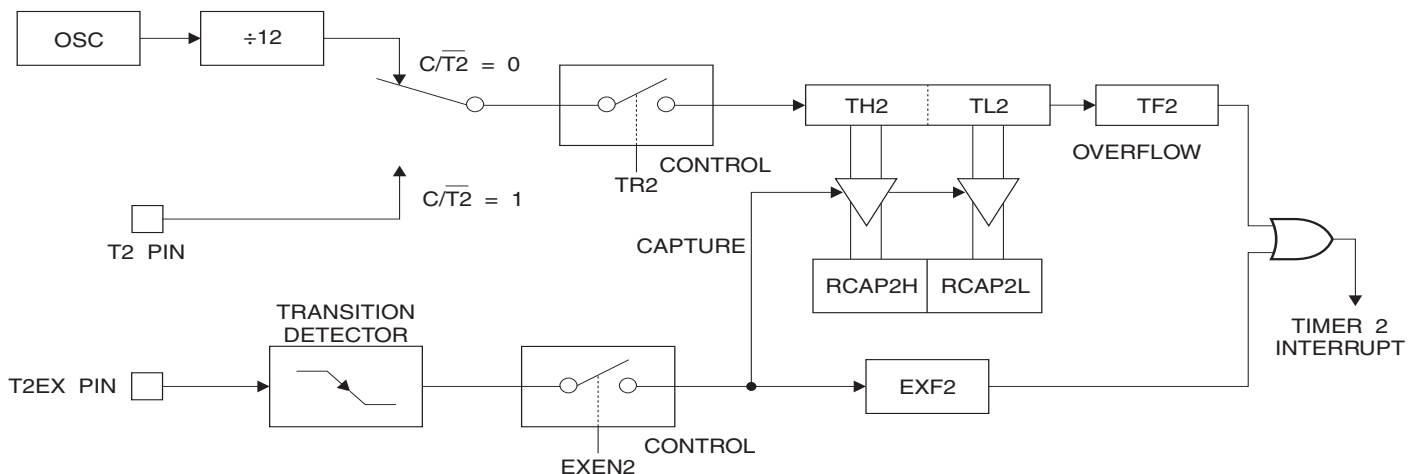 OSC
÷12
C/T2̅ = 0
TH2
TL2
TF2
OVERFLOW
CONTROL
TR2
C/T2̅ = 1
T2 PIN
CAPTURE
RCAP2H
RCAP2L
TRANSITION
DETECTOR
TIMER 2
INTERRUPT
T2EX PIN
EXF2
CONTROL
EXEN2